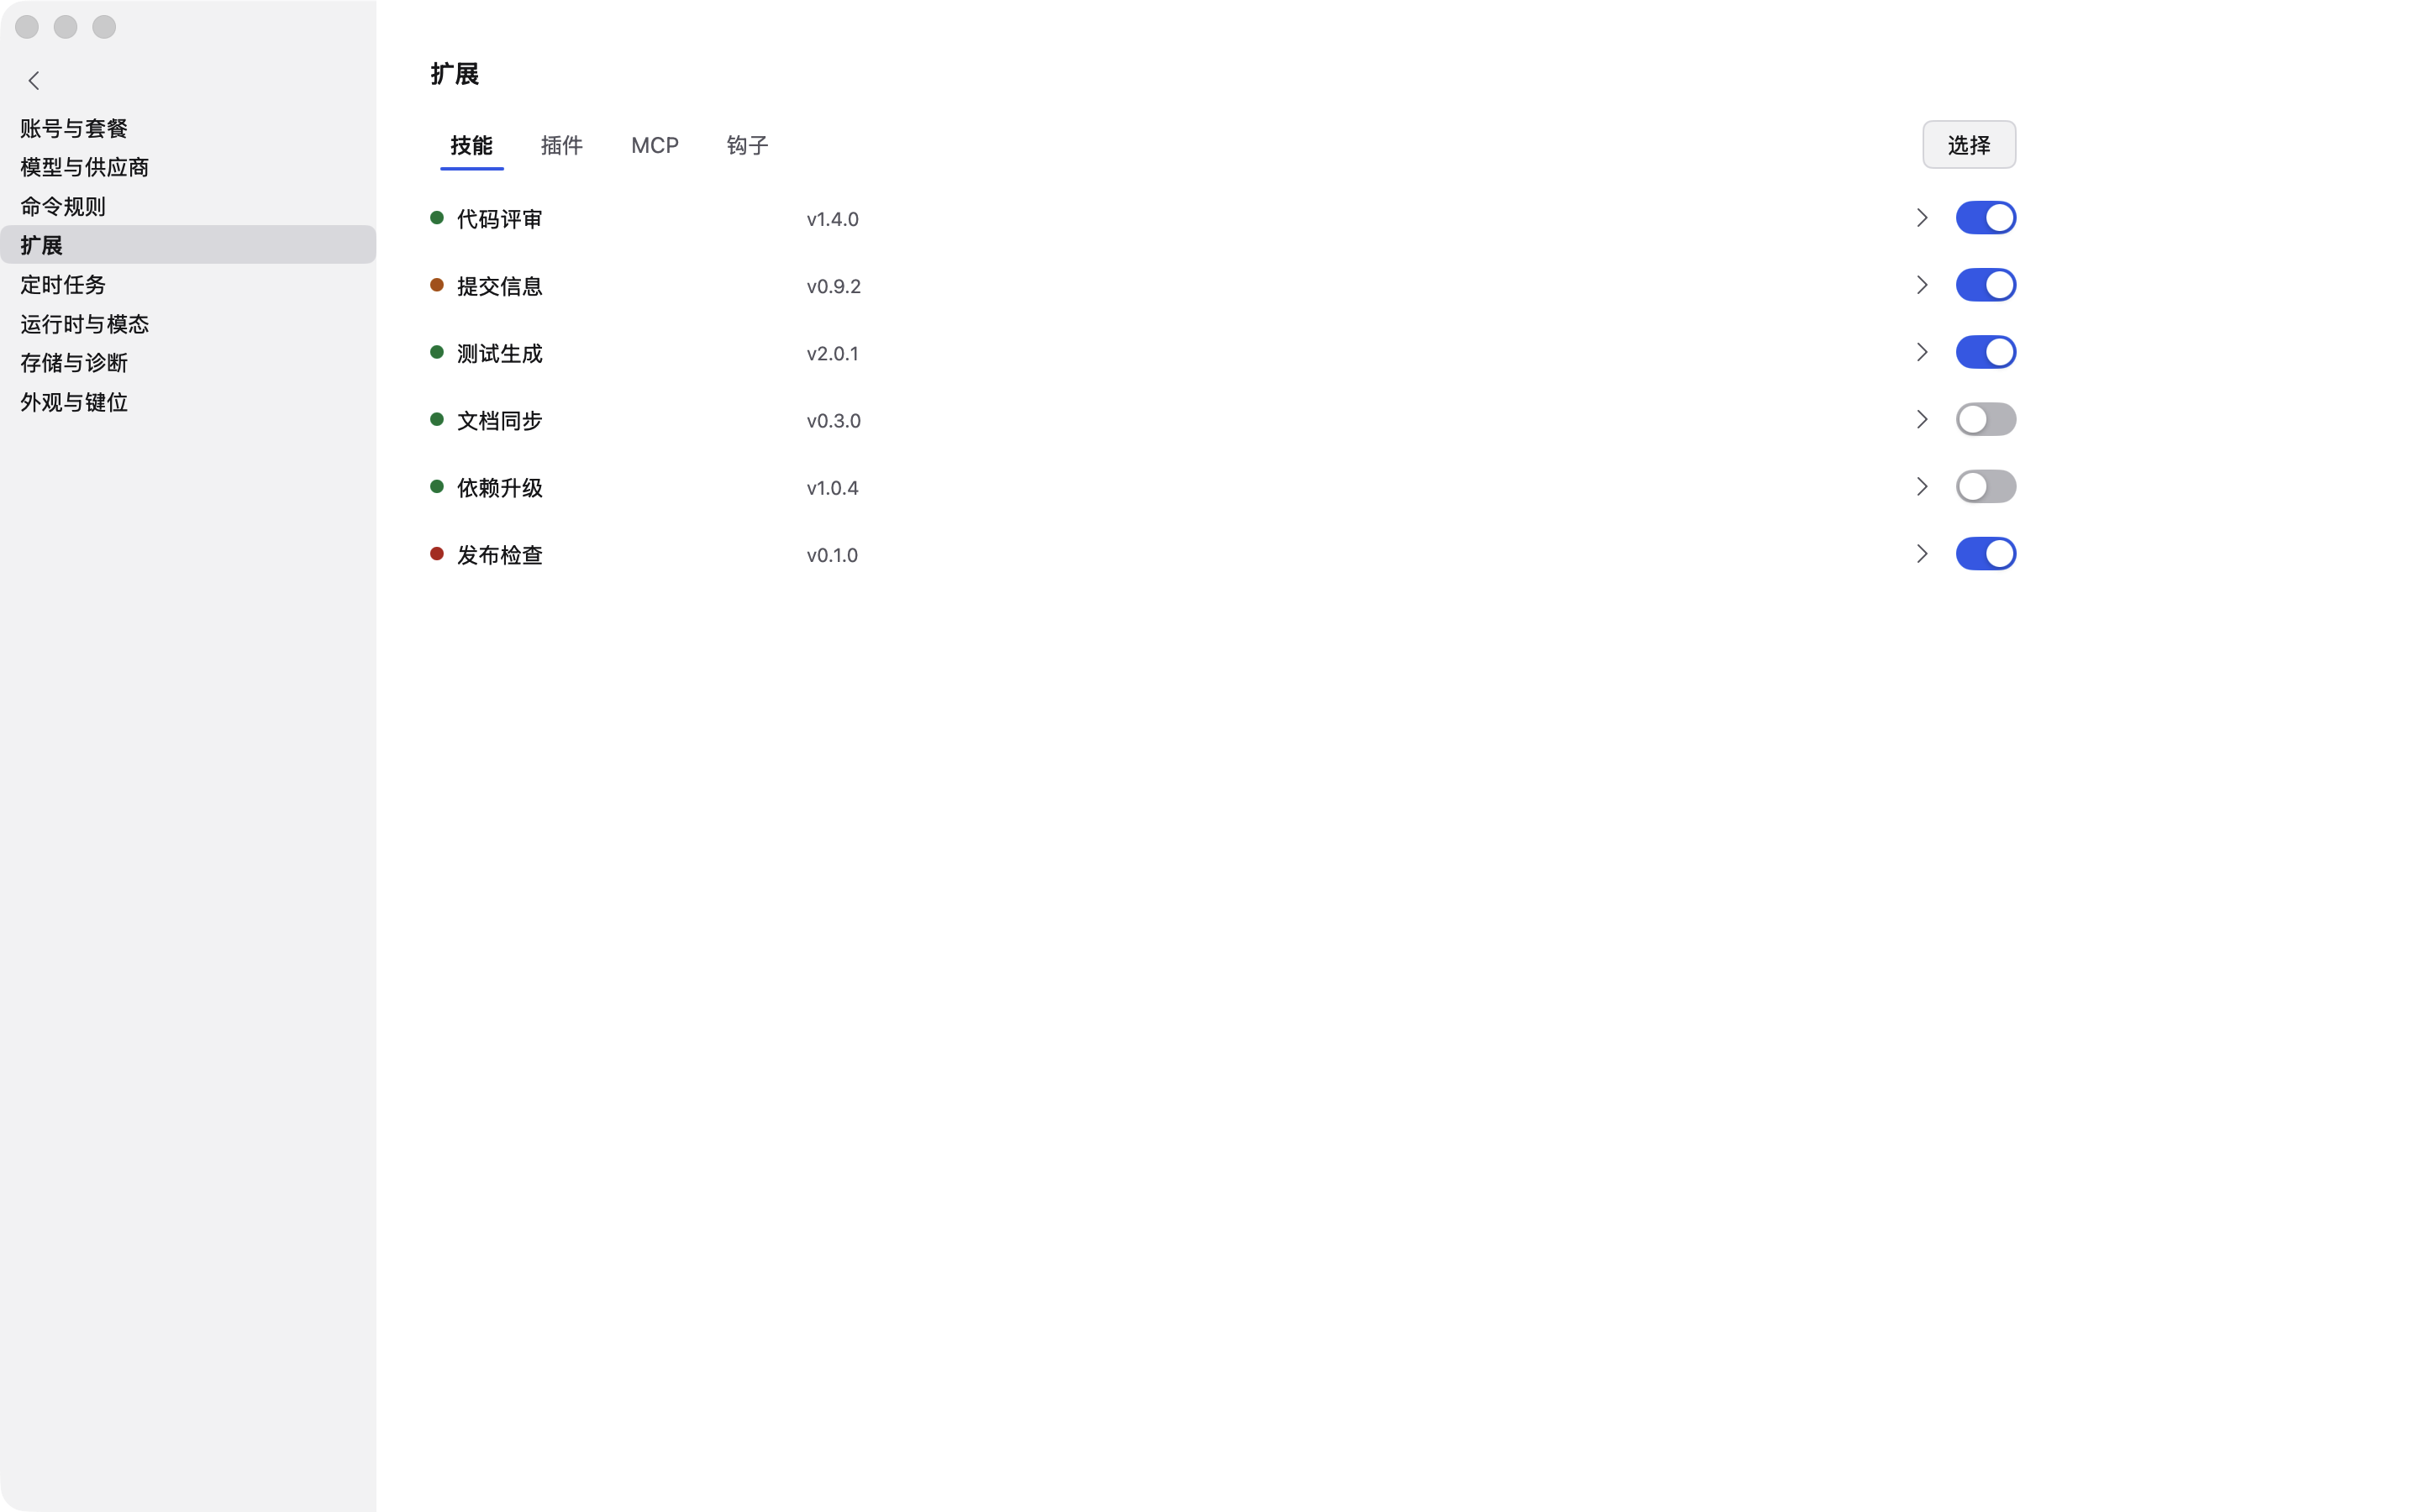 账号与套餐
模型与供应商
命令规则
扩展
定时任务
运行时与模态
存储与诊断
外观与键位
扩展
技能 插件 MCP 钩子 选择
代码评审 v1.4.0
提交信息 v0.9.2
测试生成 v2.0.1
文档同步 v0.3.0
依赖升级 v1.0.4
发布检查 v0.1.0